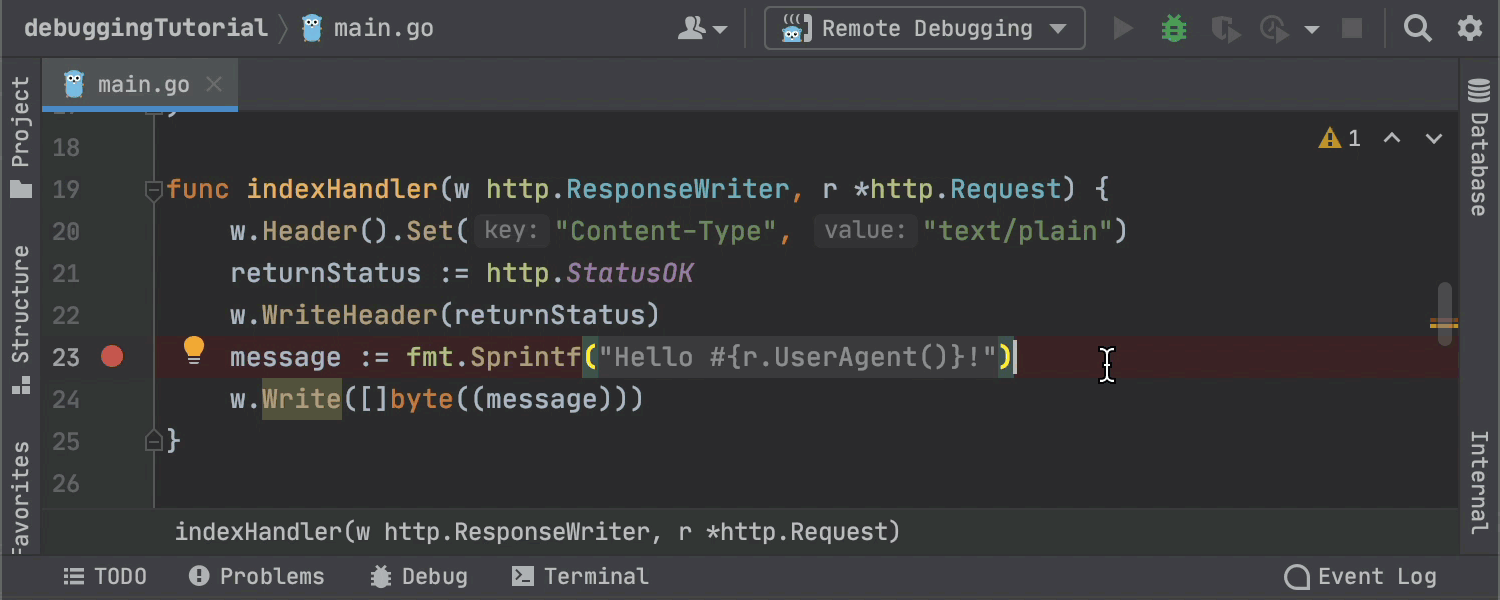 debuggingTutorial main.go Remote Debugging
main.go
Project
Structure
Favorites
1
18
19 func indexHandler(w http.ResponseWriter, r *http.Request) {
20 w.Header().Set( key: "Content-Type", value: "text/plain")
21 returnStatus := http.StatusOK
22 w.WriteHeader(returnStatus)
23 message := fmt.Sprintf("Hello #{r.UserAgent()}!")
24 w.Write([]byte((message)))
25 }
26
indexHandler(w http.ResponseWriter, r *http.Request)
Database
Internal
TODO Problems Debug Terminal Event Log